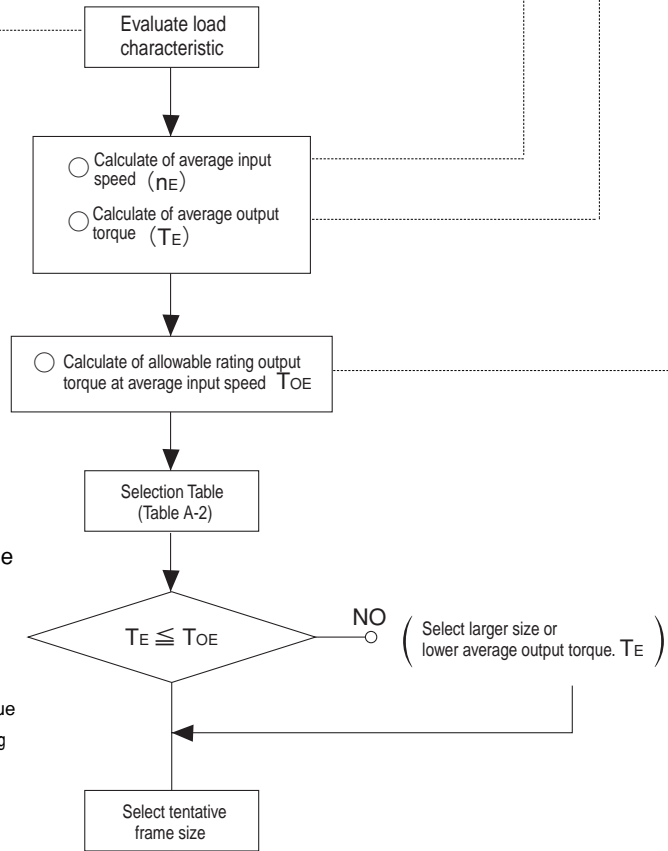 Evaluate load
characteristic
○ Calculate of average input
speed （nE）
○ Calculate of average output
torque （TE）
○ Calculate of allowable rating output
torque at average input speed TOE
Selection Table
(Table A-2)
TE ≦ TOE
NO
( Select larger size or
lower average output torque. TE )
Select tentative
frame size